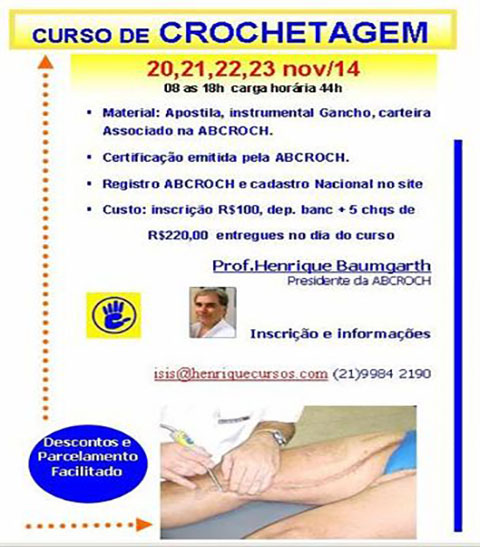 CURSO DE CROCHETAGEM
20,21,22,23 nov/14
08 as 18h carga horária 44h
• Material: Apostila, instrumental Gancho, carteira
Associado na ABCROCH.
• Certificação emitida pela ABCROCH.
• Registro ABCROCH e cadastro Nacional no site
• Custo: inscrição R$100, dep. banc + 5 chqs de
R$220,00 entregues no dia do curso
Prof.Henrique Baumgarth
Presidente da ABCROCH
Inscrição e informações
isis@henriquecursos.com (21)9984 2190
Descontos e
Parcelamento
Facilitado